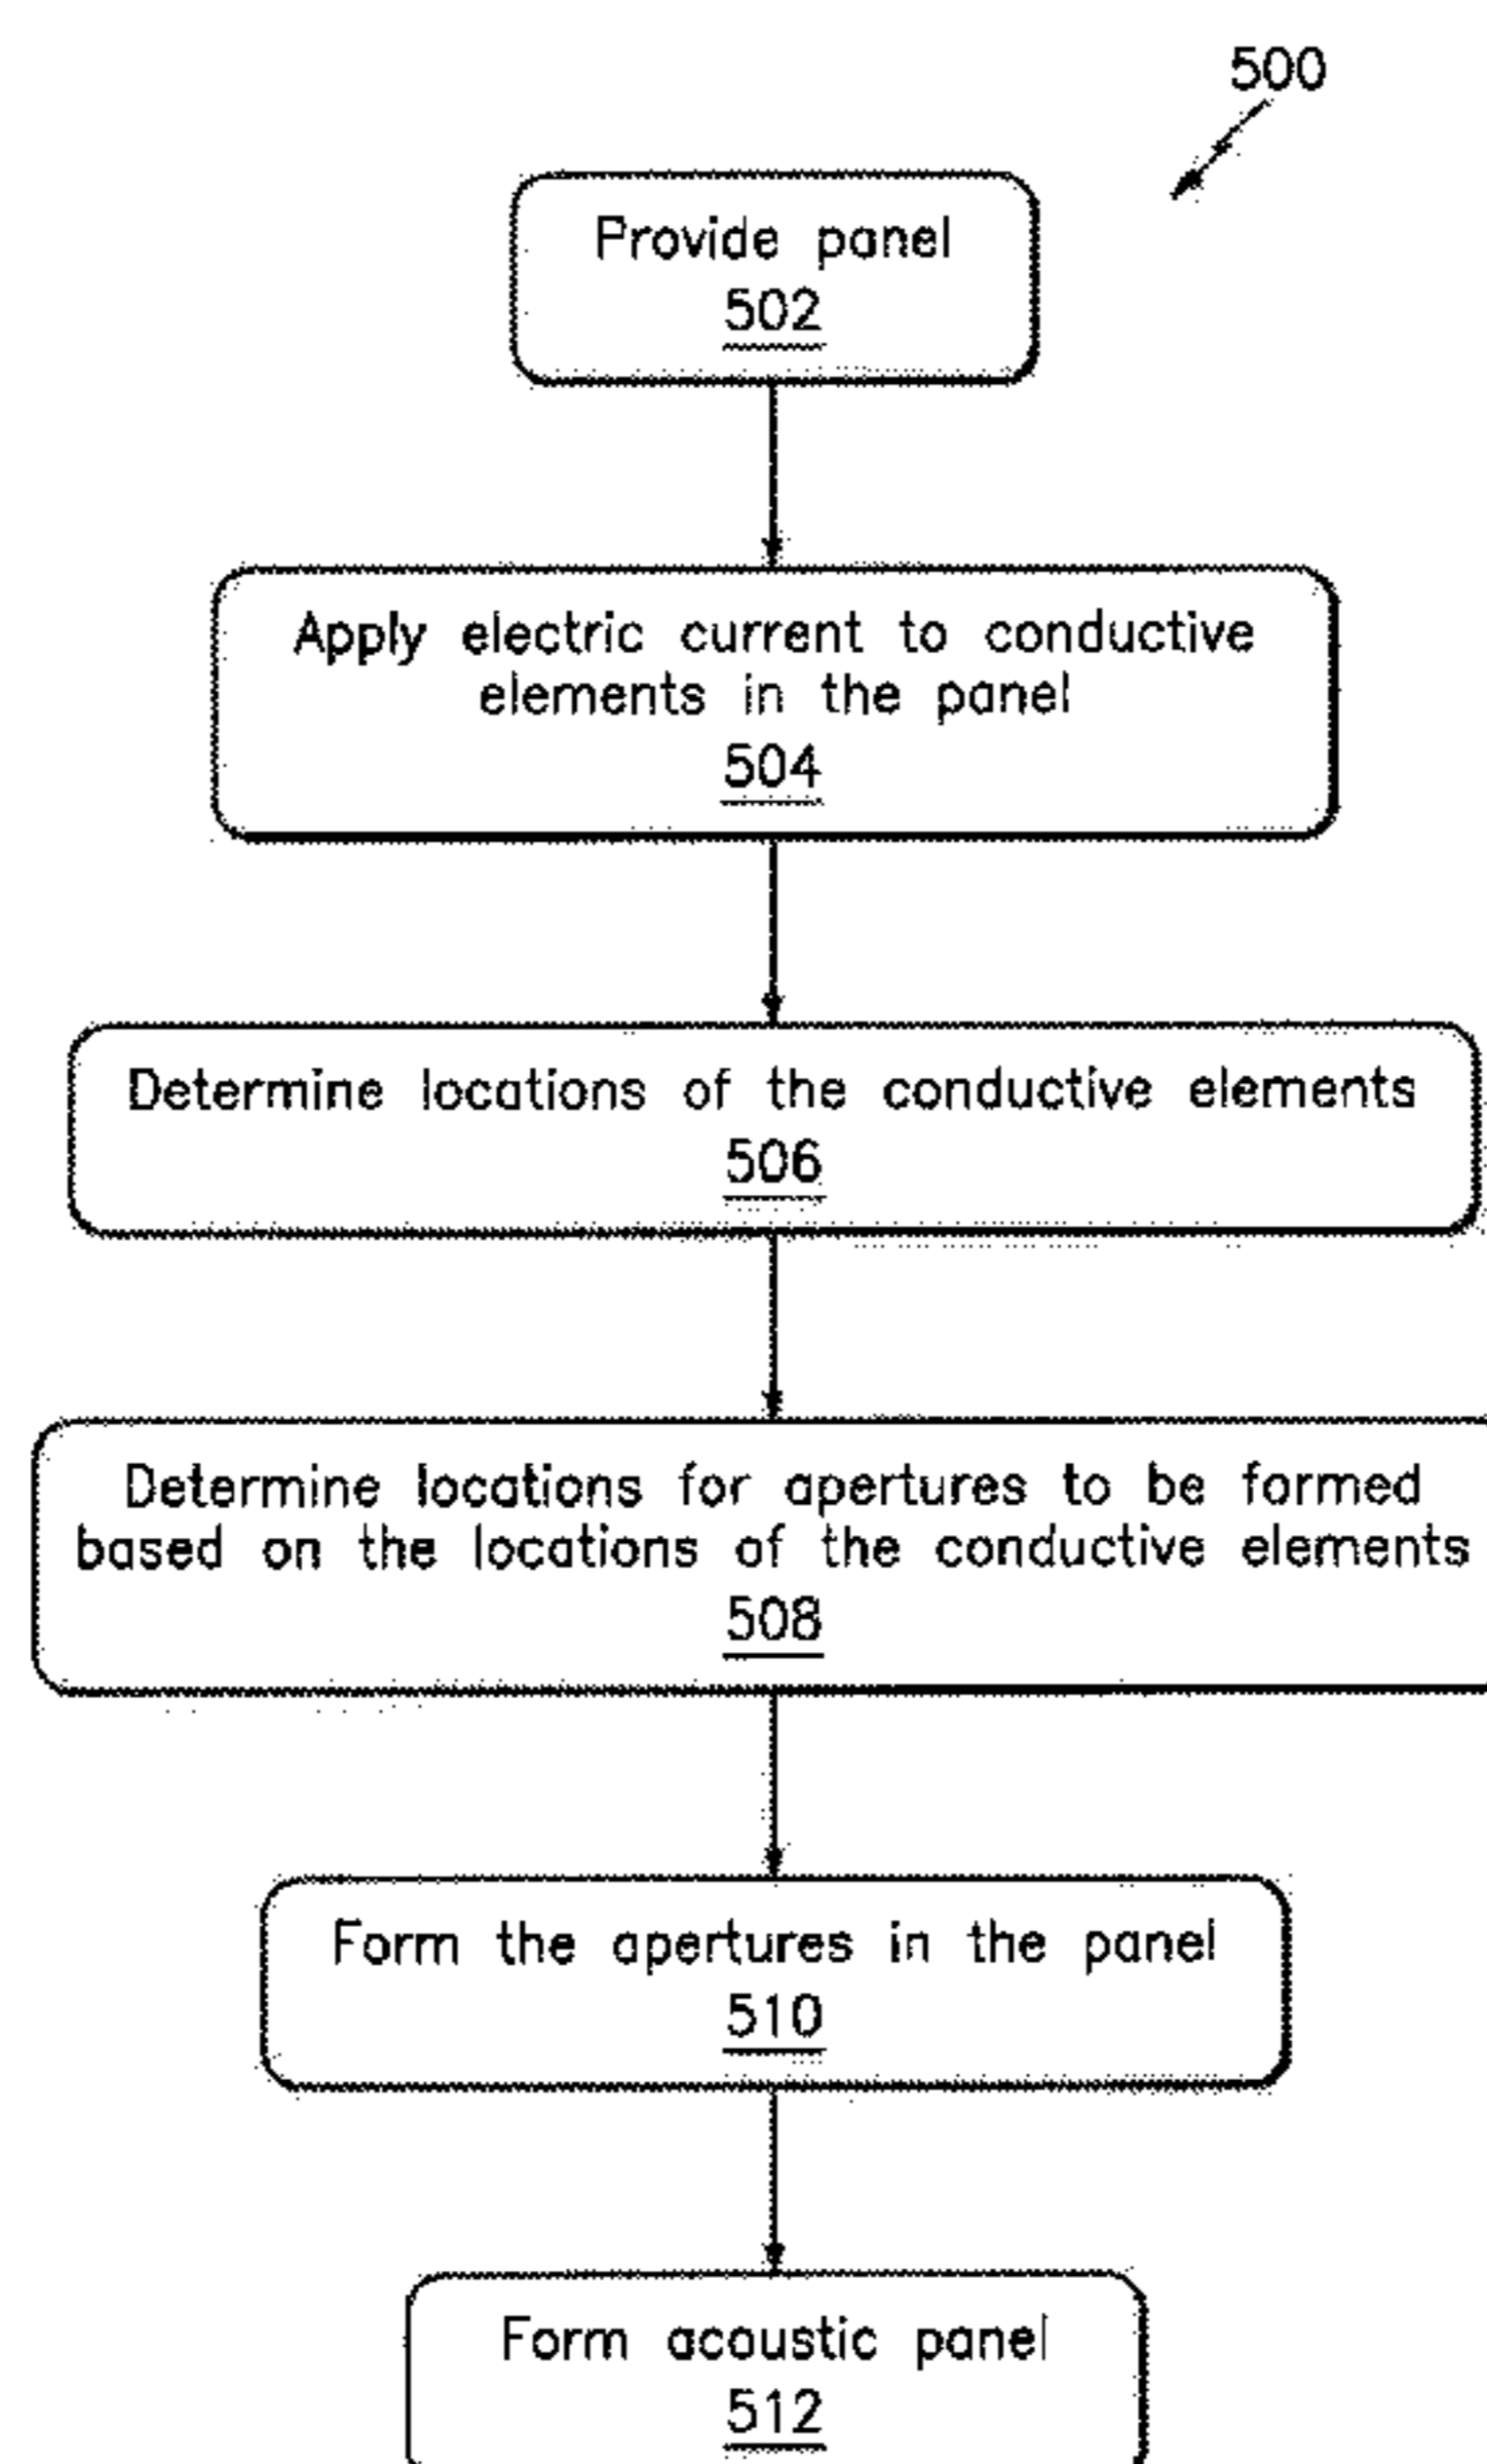 500
Provide panel
502
Apply electric current to conductive
elements in the panel
504
Determine locations of the conductive elements
506
Determine locations for apertures to be formed
based on the locations of the conductive elements
508
Form the apertures in the panel
510
Form acoustic panel
512